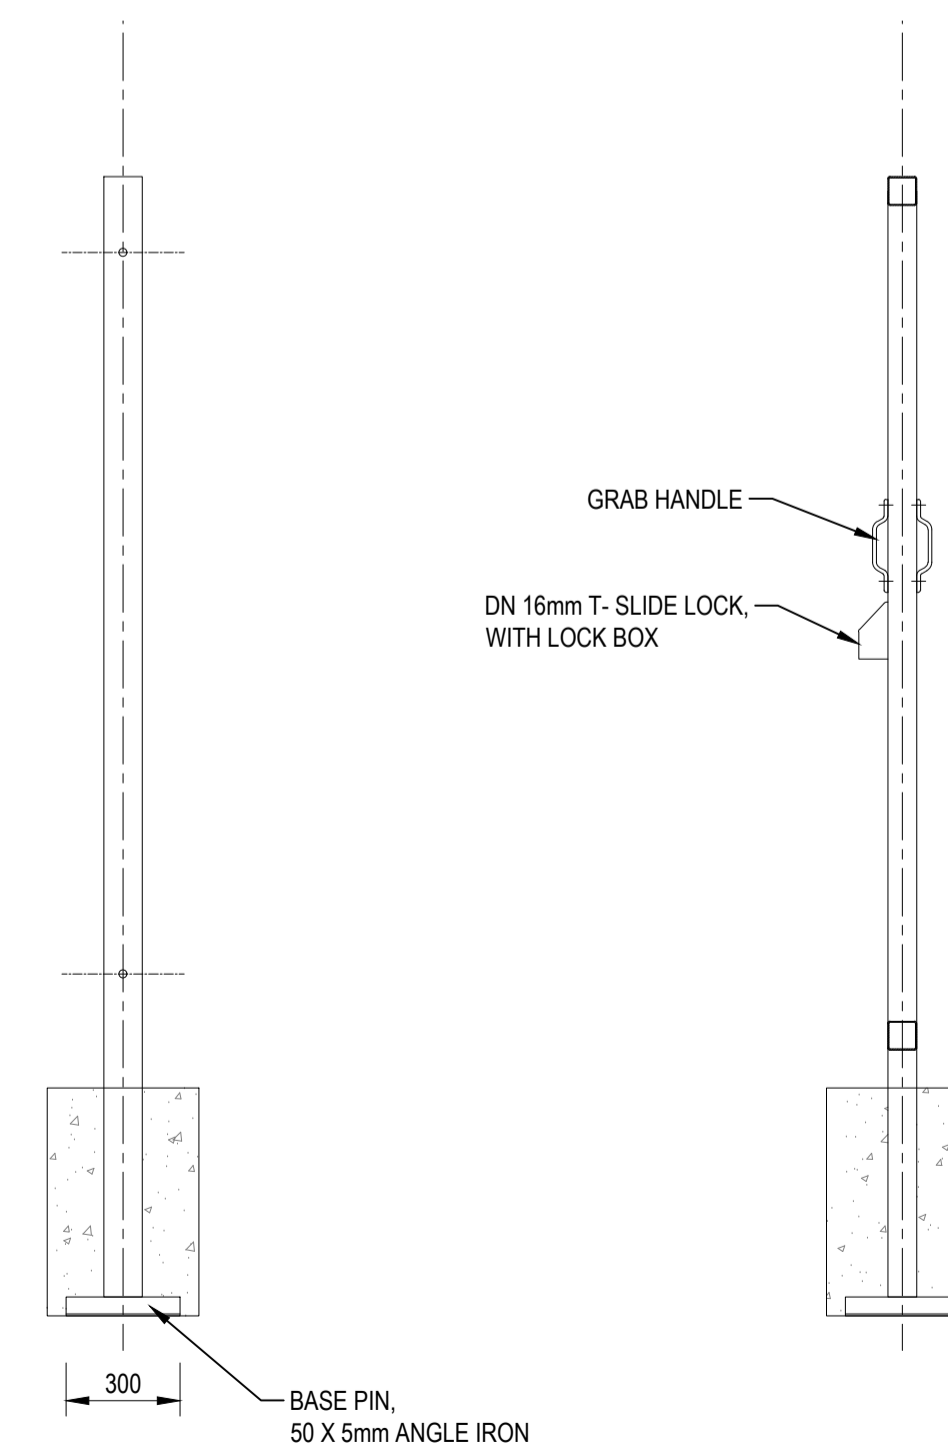 GRAB HANDLE
DN 16mm T- SLIDE LOCK,
WITH LOCK BOX
300
BASE PIN,
50 X 5mm ANGLE IRON